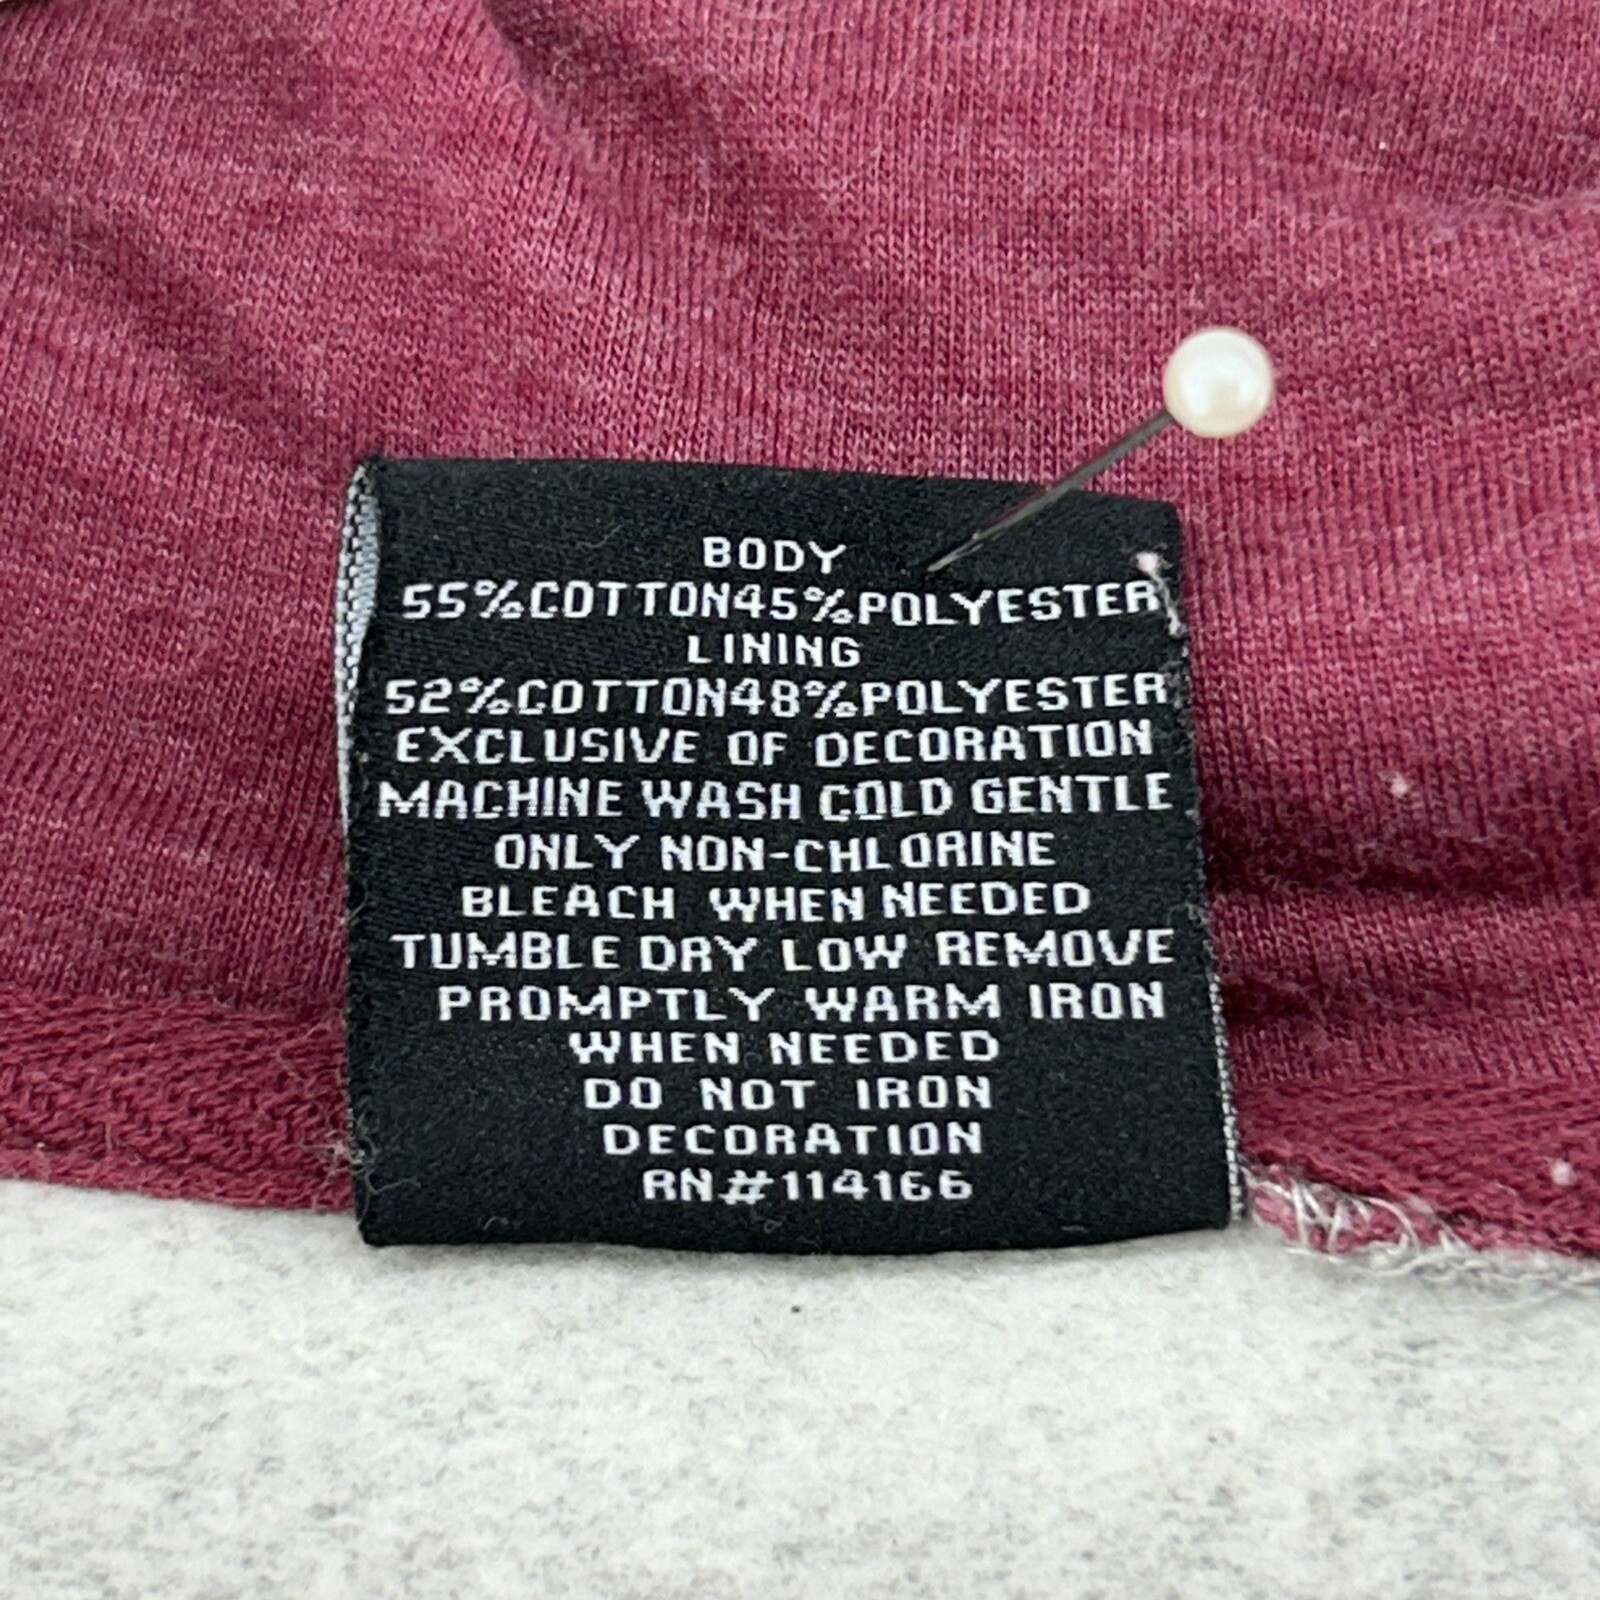 BODY
55%COTTON45%POLYESTER
LINING
52%COTTON48%POLYESTER
EXCLUSIVE OF DECORATION
MACHINE WASH COLD GENTLE
ONLY NON-CHLORINE
BLEACH WHEN NEEDED
TUMBLE DRY LOW REMOVE
PROMPTLY WARM IRON
WHEN NEEDED
DO NOT IRON
DECORATION
RN#114166